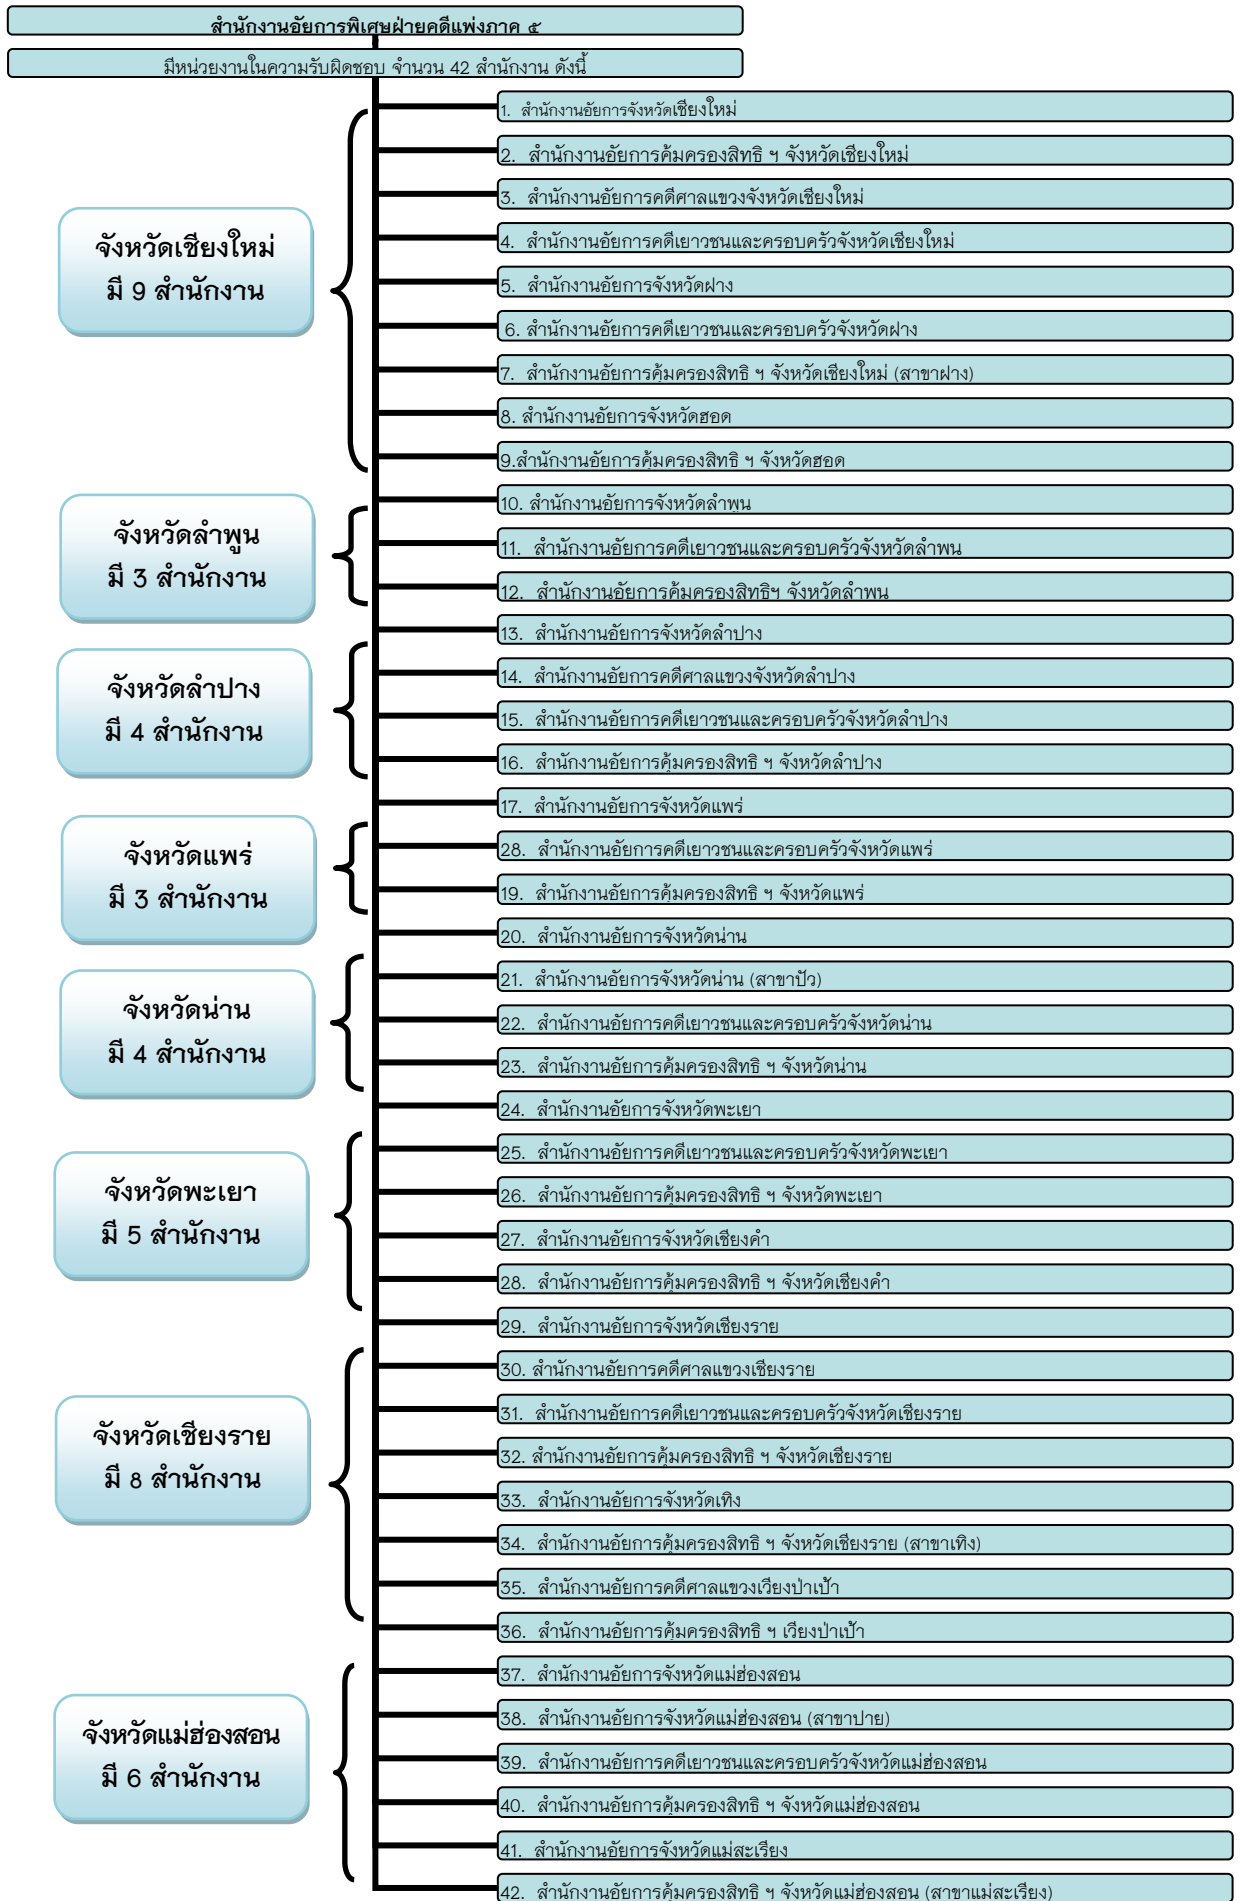 สำนักงานอัยการพิเศษฝ่ายคดีแพ่งภาค ๕
มีหน่วยงานในความรับผิดชอบ จำนวน 42 สำนักงาน ดังนี้
จังหวัดเชียงใหม่
มี 9 สำนักงาน
1. สำนักงานอัยการจังหวัดเชียงใหม่
2. สำนักงานอัยการคุ้มครองสิทธิ ฯ จังหวัดเชียงใหม่
3. สำนักงานอัยการคดีศาลแขวงจังหวัดเชียงใหม่
4. สำนักงานอัยการคดีเยาวชนและครอบครัวจังหวัดเชียงใหม่
5. สำนักงานอัยการจังหวัดฝาง
6. สำนักงานอัยการคดีเยาวชนและครอบครัวจังหวัดฝาง
7. สำนักงานอัยการคุ้มครองสิทธิ ฯ จังหวัดเชียงใหม่ (สาขาฝาง)
8. สำนักงานอัยการจังหวัดฮอด
9.สำนักงานอัยการคุ้มครองสิทธิ ฯ จังหวัดฮอด
จังหวัดลำพูน
มี 3 สำนักงาน
10. สำนักงานอัยการจังหวัดลำพูน
11. สำนักงานอัยการคดีเยาวชนและครอบครัวจังหวัดลำพูน
12. สำนักงานอัยการคุ้มครองสิทธิฯ จังหวัดลำพูน
จังหวัดลำปาง
มี 4 สำนักงาน
13. สำนักงานอัยการจังหวัดลำปาง
14. สำนักงานอัยการคดีศาลแขวงจังหวัดลำปาง
15. สำนักงานอัยการคดีเยาวชนและครอบครัวจังหวัดลำปาง
16. สำนักงานอัยการคุ้มครองสิทธิ ฯ จังหวัดลำปาง
จังหวัดแพร่
มี 3 สำนักงาน
17. สำนักงานอัยการจังหวัดแพร่
28. สำนักงานอัยการคดีเยาวชนและครอบครัวจังหวัดแพร่
19. สำนักงานอัยการคุ้มครองสิทธิ ฯ จังหวัดแพร่
จังหวัดน่าน
มี 4 สำนักงาน
20. สำนักงานอัยการจังหวัดน่าน
21. สำนักงานอัยการจังหวัดน่าน (สาขาปัว)
22. สำนักงานอัยการคดีเยาวชนและครอบครัวจังหวัดน่าน
23. สำนักงานอัยการคุ้มครองสิทธิ ฯ จังหวัดน่าน
จังหวัดพะเยา
มี 5 สำนักงาน
24. สำนักงานอัยการจังหวัดพะเยา
25. สำนักงานอัยการคดีเยาวชนและครอบครัวจังหวัดพะเยา
26. สำนักงานอัยการคุ้มครองสิทธิ ฯ จังหวัดพะเยา
27. สำนักงานอัยการจังหวัดเชียงคำ
28. สำนักงานอัยการคุ้มครองสิทธิ ฯ จังหวัดเชียงคำ
จังหวัดเชียงราย
มี 8 สำนักงาน
29. สำนักงานอัยการจังหวัดเชียงราย
30. สำนักงานอัยการคดีศาลแขวงเชียงราย
31. สำนักงานอัยการคดีเยาวชนและครอบครัวจังหวัดเชียงราย
32. สำนักงานอัยการคุ้มครองสิทธิ ฯ จังหวัดเชียงราย
33. สำนักงานอัยการจังหวัดเทิง
34. สำนักงานอัยการคุ้มครองสิทธิ ฯ จังหวัดเชียงราย (สาขาเทิง)
35. สำนักงานอัยการคดีศาลแขวงเวียงป่าเป้า
36. สำนักงานอัยการคุ้มครองสิทธิ ฯ เวียงป่าเป้า
จังหวัดแม่ฮ่องสอน
มี 6 สำนักงาน
37. สำนักงานอัยการจังหวัดแม่ฮ่องสอน
38. สำนักงานอัยการจังหวัดแม่ฮ่องสอน (สาขาปาย)
39. สำนักงานอัยการคดีเยาวชนและครอบครัวจังหวัดแม่ฮ่องสอน
40. สำนักงานอัยการคุ้มครองสิทธิ ฯ จังหวัดแม่ฮ่องสอน
41. สำนักงานอัยการจังหวัดแม่สะเรียง
42. สำนักงานอัยการคุ้มครองสิทธิ ฯ จังหวัดแม่ฮ่องสอน (สาขาแม่สะเรียง)